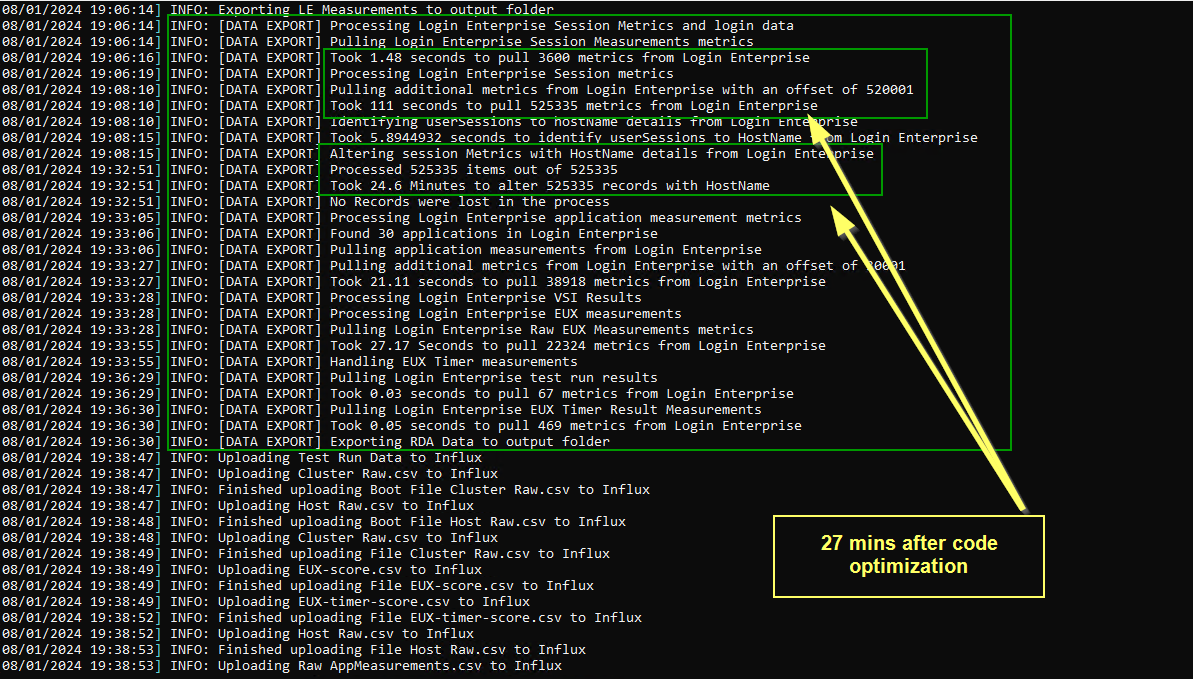 08/01/2024 19:06:14] INFO: Exporting LE Measurements to output folder
08/01/2024 19:06:14] INFO: [DATA EXPORT] Processing Login Enterprise Session Metrics and login data
08/01/2024 19:06:14] INFO: [DATA EXPORT] Pulling Login Enterprise Session Measurements metrics
08/01/2024 19:06:16] INFO: [DATA EXPORT] Took 1.48 seconds to pull 3600 metrics from Login Enterprise
08/01/2024 19:06:19] INFO: [DATA EXPORT] Processing Login Enterprise Session metrics
08/01/2024 19:08:10] INFO: [DATA EXPORT] Pulling additional metrics from Login Enterprise with an offset of 520001
08/01/2024 19:08:10] INFO: [DATA EXPORT] Took 111 seconds to pull 525335 metrics from Login Enterprise
08/01/2024 19:08:10] INFO: [DATA EXPORT] Identifying userSessions to hostName details from Login Enterprise
08/01/2024 19:08:15] INFO: [DATA EXPORT] Took 5.8944932 seconds to identify userSessions to HostName from Login Enterprise
08/01/2024 19:08:15] INFO: [DATA EXPORT] Altering session Metrics with HostName details from Login Enterprise
08/01/2024 19:32:51] INFO: [DATA EXPORT] Processed 525335 items out of 525335
08/01/2024 19:32:51] INFO: [DATA EXPORT] Took 24.6 Minutes to alter 525335 records with HostName
08/01/2024 19:32:51] INFO: [DATA EXPORT] No Records were lost in the process
08/01/2024 19:33:05] INFO: [DATA EXPORT] Processing Login Enterprise application measurement metrics
08/01/2024 19:33:06] INFO: [DATA EXPORT] Found 30 applications in Login Enterprise
08/01/2024 19:33:06] INFO: [DATA EXPORT] Pulling application measurements from Login Enterprise
08/01/2024 19:33:27] INFO: [DATA EXPORT] Pulling additional metrics from Login Enterprise with an offset of 30001
08/01/2024 19:33:27] INFO: [DATA EXPORT] Took 21.11 seconds to pull 38918 metrics from Login Enterprise
08/01/2024 19:33:28] INFO: [DATA EXPORT] Processing Login Enterprise VSI Results
08/01/2024 19:33:28] INFO: [DATA EXPORT] Processing Login Enterprise EUX measurements
08/01/2024 19:33:28] INFO: [DATA EXPORT] Pulling Login Enterprise Raw EUX Measurements metrics
08/01/2024 19:33:55] INFO: [DATA EXPORT] Took 27.17 Seconds to pull 22324 metrics from Login Enterprise
08/01/2024 19:33:55] INFO: [DATA EXPORT] Handling EUX Timer measurements
08/01/2024 19:36:29] INFO: [DATA EXPORT] Pulling Login Enterprise test run results
08/01/2024 19:36:29] INFO: [DATA EXPORT] Took 0.03 seconds to pull 67 metrics from Login Enterprise
08/01/2024 19:36:30] INFO: [DATA EXPORT] Pulling Login Enterprise EUX Timer Result Measurements
08/01/2024 19:36:30] INFO: [DATA EXPORT] Took 0.05 seconds to pull 469 metrics from Login Enterprise
08/01/2024 19:36:30] INFO: [DATA EXPORT] Exporting RDA Data to output folder
08/01/2024 19:38:47] INFO: Uploading Test Run Data to Influx
08/01/2024 19:38:47] INFO: Uploading Cluster Raw.csv to Influx
08/01/2024 19:38:47] INFO: Finished uploading Boot File Cluster Raw.csv to Influx
08/01/2024 19:38:47] INFO: Uploading Host Raw.csv to Influx
08/01/2024 19:38:48] INFO: Finished uploading Boot File Host Raw.csv to Influx
08/01/2024 19:38:48] INFO: Uploading Cluster Raw.csv to Influx
08/01/2024 19:38:49] INFO: Finished uploading File Cluster Raw.csv to Influx
08/01/2024 19:38:49] INFO: Uploading EUX-score.csv to Influx
08/01/2024 19:38:49] INFO: Finished uploading File EUX-score.csv to Influx
08/01/2024 19:38:49] INFO: Uploading EUX-timer-score.csv to Influx
08/01/2024 19:38:52] INFO: Finished uploading File EUX-timer-score.csv to Influx
08/01/2024 19:38:52] INFO: Uploading Host Raw.csv to Influx
08/01/2024 19:38:53] INFO: Finished uploading File Host Raw.csv to Influx
08/01/2024 19:38:53] INFO: Uploading Raw AppMeasurements.csv to Influx
27 mins after code
optimization